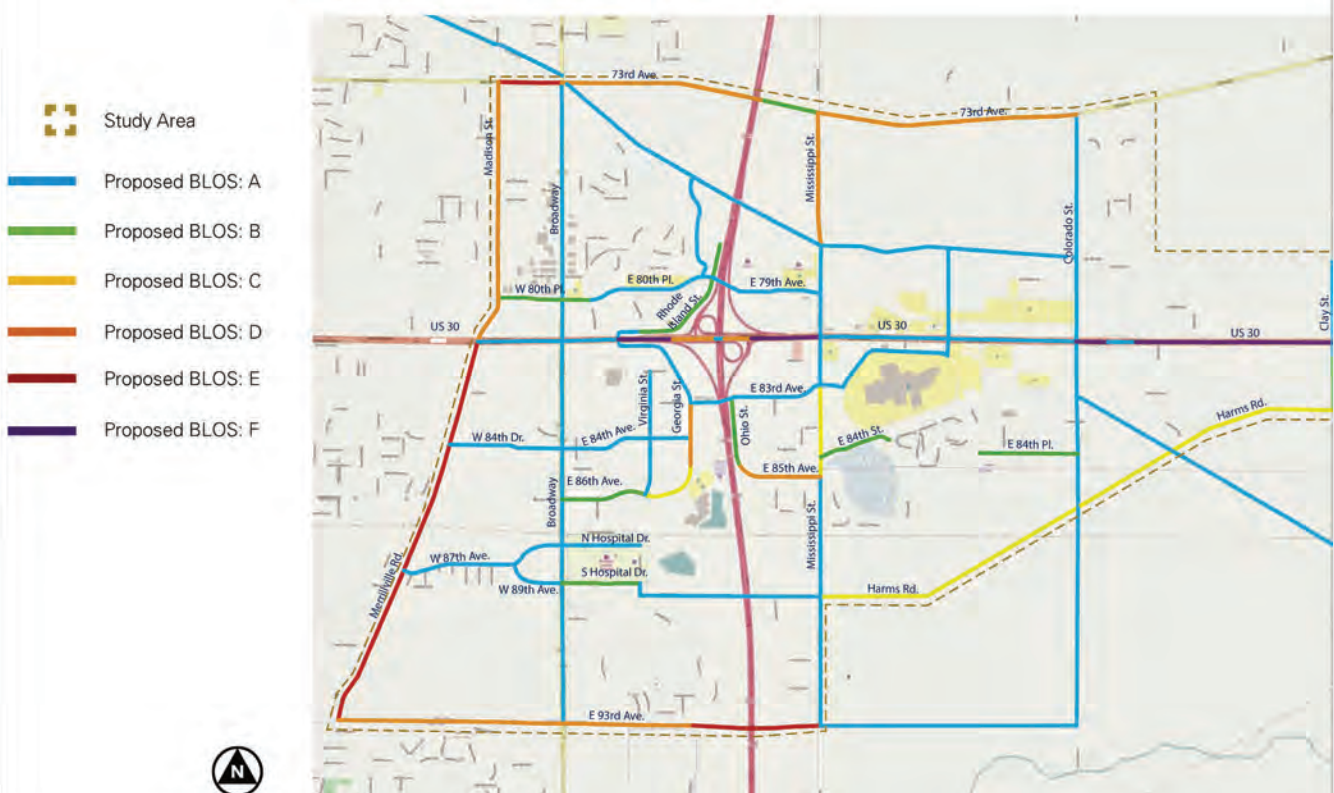 Study Area
Proposed BLOS: A
Proposed BLOS: B
Proposed BLOS: C
Proposed BLOS: D
Proposed BLOS: E
Proposed BLOS: F
N
73rd Ave.
73rd Ave.
Madison St.
Broadway
Mississippi St.
Colorado St.
W 80th Pl.
E 80th Pl.
E 79th Ave.
Rhode
Island St.
US 30
US 30
US 30
Clay St.
E 83rd Ave.
Virginia St.
Georgia St.
Ohio St.
W 84th Dr.
E 84th Ave.
E 84th St.
E 84th Pl.
Harms Rd.
E 85th Ave.
E 86th Ave.
Broadway
Mississippi St.
N Hospital Dr.
W 87th Ave.
S Hospital Dr.
W 89th Ave.
Harms Rd.
Merrillville Rd.
E 93rd Ave.